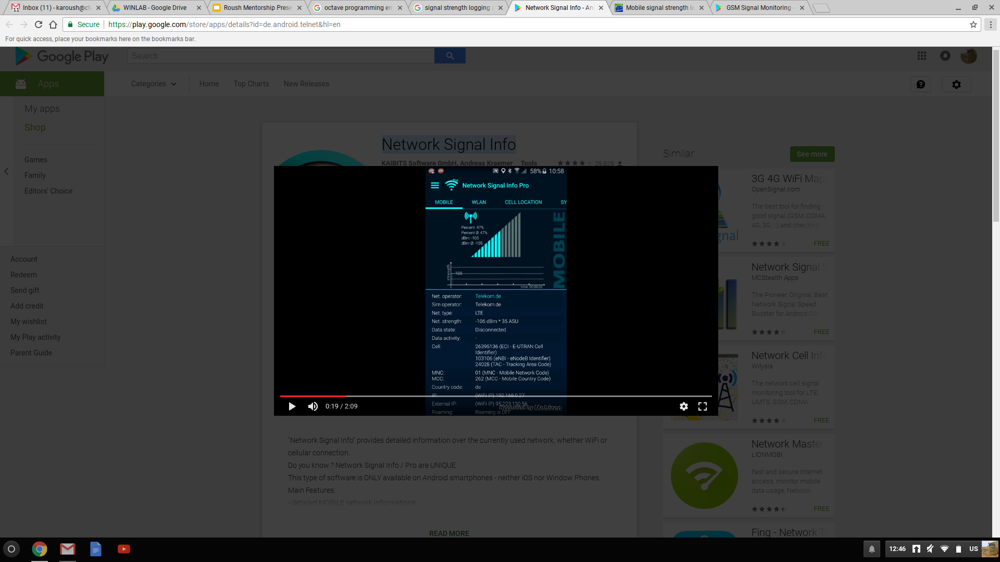 Inbox (11) - karoush@ct
WINLAB - Google Drive
Roush Mentorship Prese
octave programming en
signal strength logging a
Network Signal Info - An
Mobile signal strength lo
GSM Signal Monitoring -
Secure
https://play.google.com/store/apps/details?id=de.android.telnet&hl=en
For quick access, place your bookmarks here on the bookmarks bar.
Google Play
Search
Apps
Categories
Home
Top Charts
New Releases
My apps
Shop
Games
Family
Editors' Choice
Account
Redeem
Send gift
Add credit
My wishlist
My Play activity
Parent Guide
Network Signal Info
KAIBITS Software GmbH, Andreas Kraemer
Tools
29,829
58% 10:58
Network Signal Info Pro
MOBILE
WLAN
CELL LOCATION
SY
Percent: 47%
Percent Ø: 47%
dBm: -105
dBm Ø: -105
MOBILE
strength
-105
time: 00:00:02
Net. operator: Telekom.de
Sim operator: Telekom.de
Net. type: LTE
Net. strength: -105 dBm * 35 ASU
Data state: Disconnected
Data activity: -
Cell: 26395136 (ECI - E-UTRAN Cell
Identifier)
103106 (eNBI - eNodeB Identifier)
24028 (TAC - Tracking Area Code)
MNC: 01 (MNC - Mobile Network Code)
MCC: 262 (MCC - Mobile Country Code)
Country code: de
IP: (WiFi IP) 192.168.0.27
External IP: (WiFi IP) 95.223.130.56
Recorded by Mobizen
Roaming: Roaming is OFF
0:19 / 2:09
"Network Signal Info" provides detailed information over the currently used network, whether WiFi or
cellular connection.
Do you know ? Network Signal Info / Pro are UNIQUE
This type of software is ONLY available on Android smartphones - neither iOS nor Window Phones.
Main Features:
- detailed MOBILE network informations
READ MORE
Similar
See more
3G 4G WiFi Map
OpenSignal.com
The best tool for finding
good signal (GSM, CDMA,
4G, 3G, ..) and checking
gnal
FREE
Network Signal S
MCStealth Apps
The Pioneer, Original, Best
Network Signal Speed
Booster for Android OS!
FREE
Network Cell Info
Wilysis
The network cell signal
monitoring tool for LTE,
UMTS, GSM, CDMA
FREE
Network Master
LIONMOBI
Fast and secure Internet
access, monitor mobile
data usage, Network
FREE
Fing - Network T
12:46
US